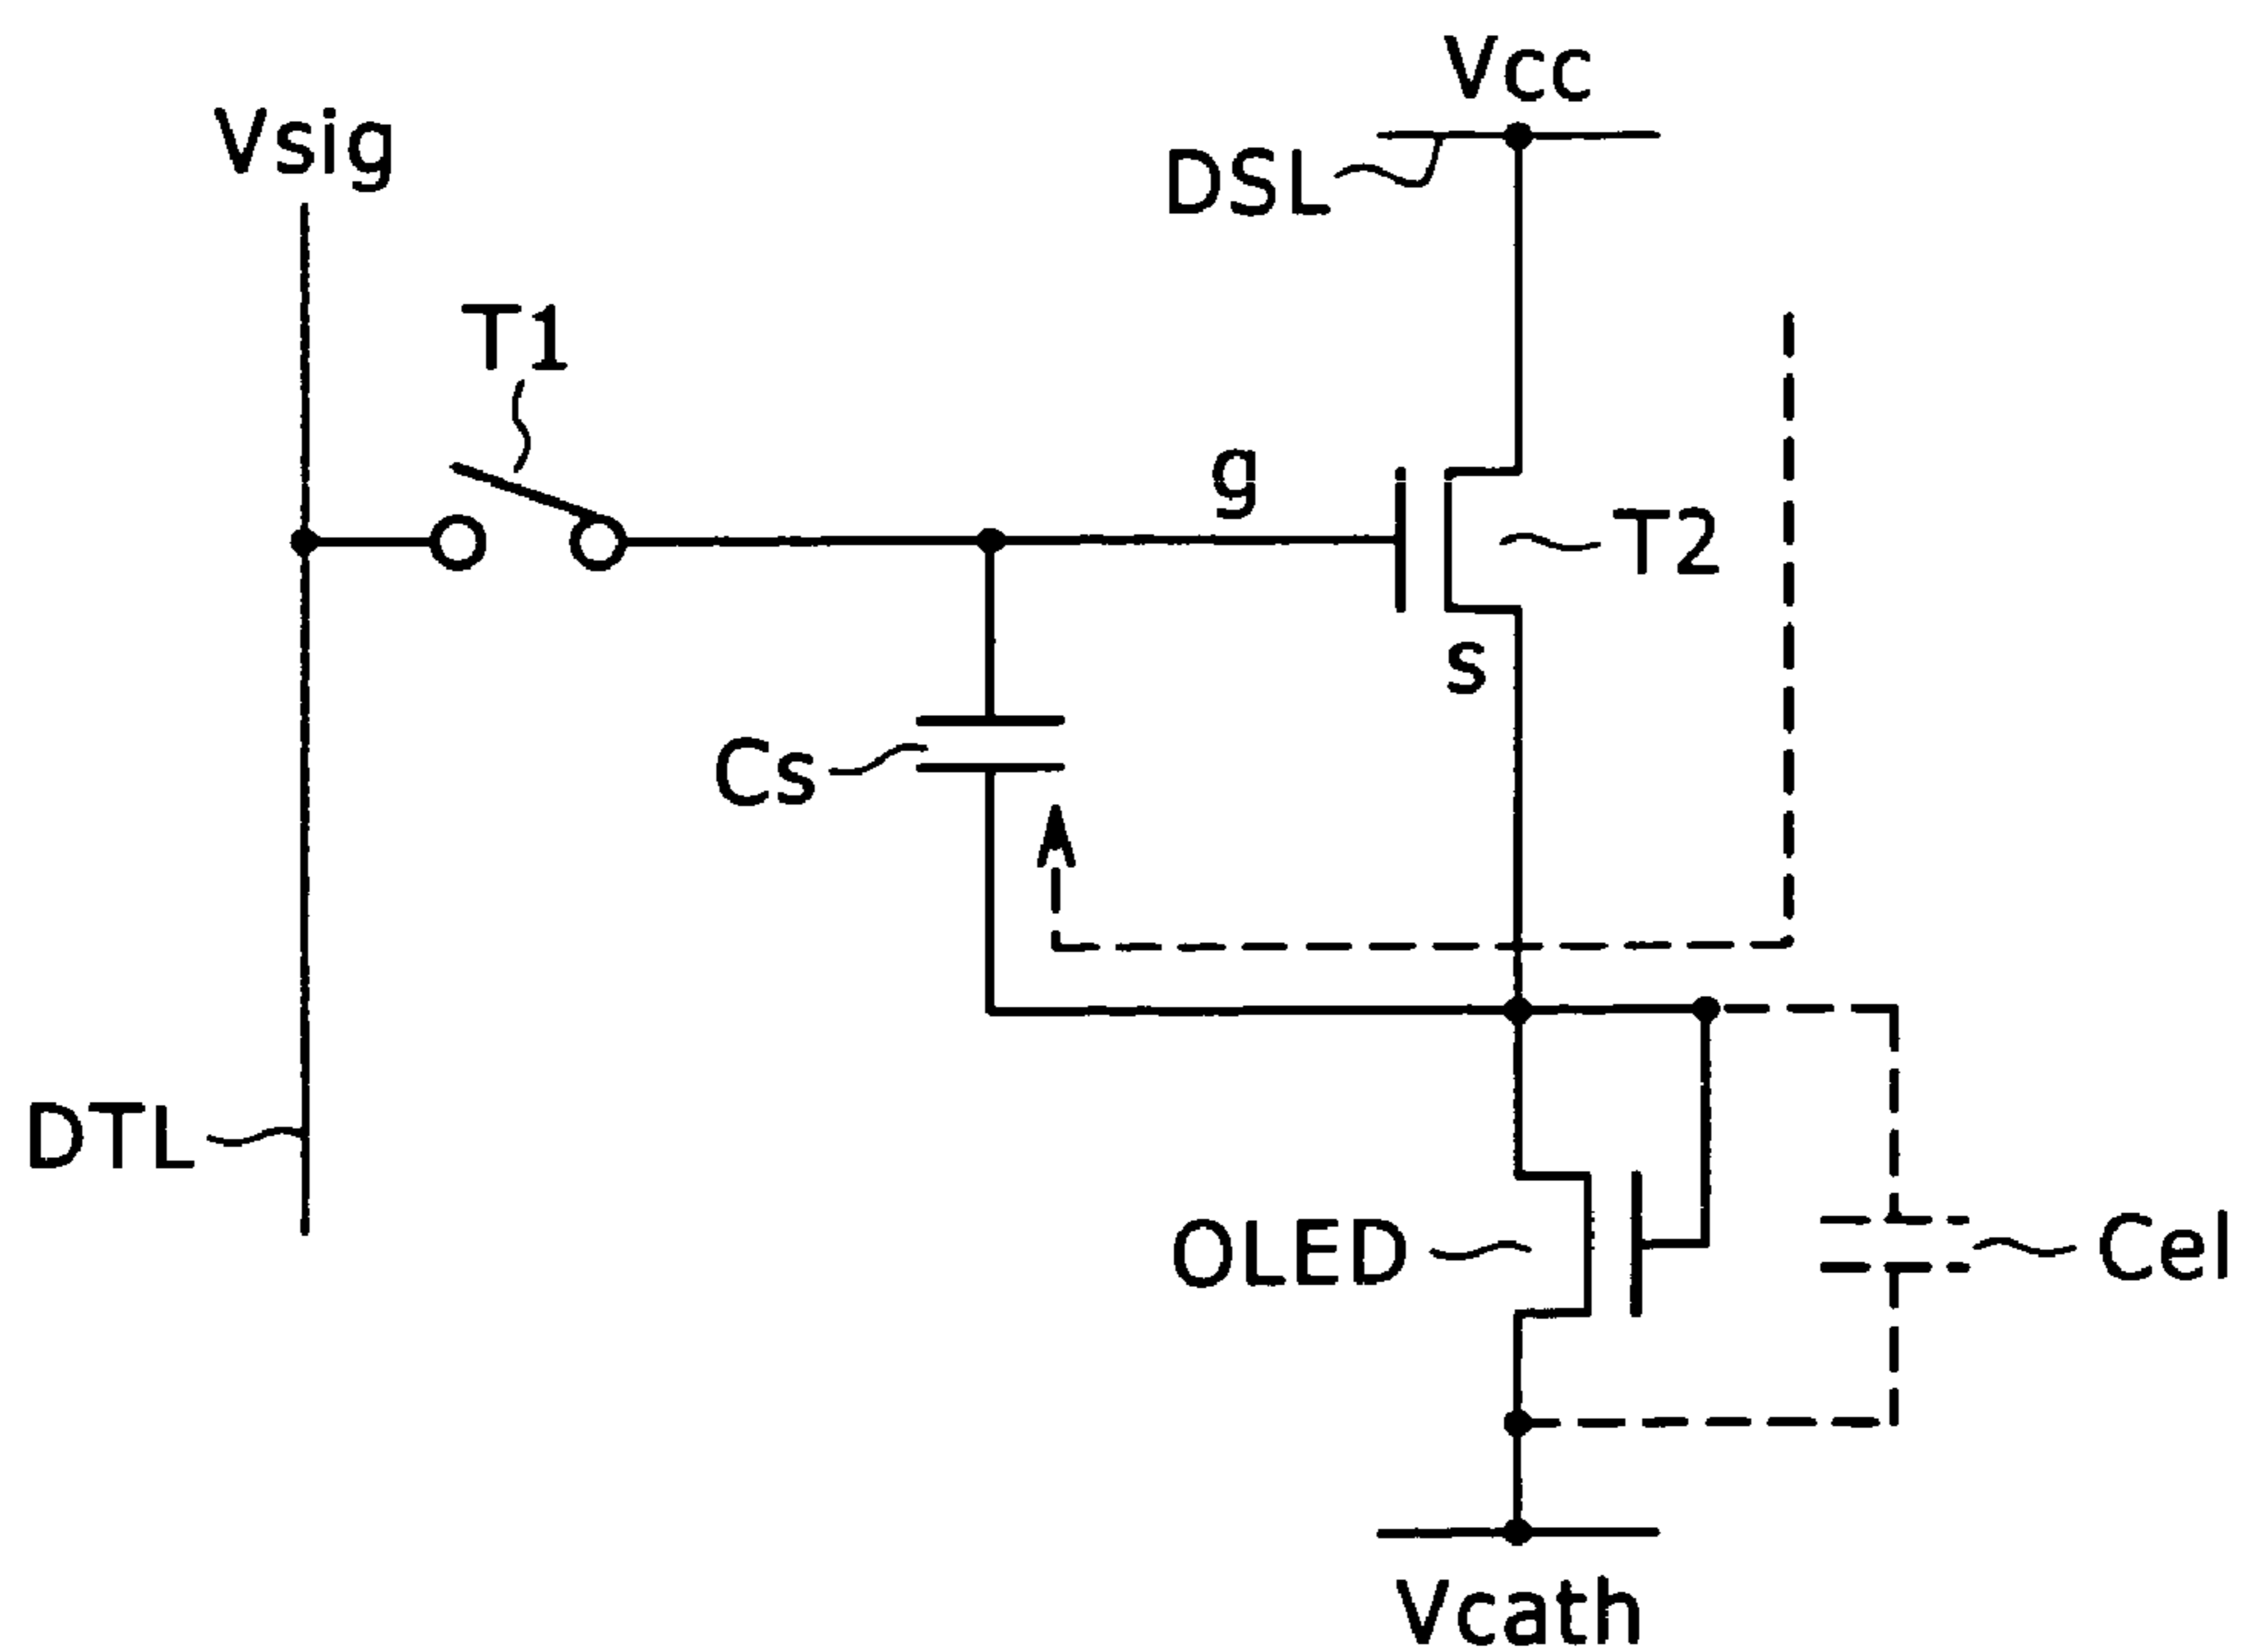 Vcc
Vsig
DSL
T1
g
T2
s
Cs
DTL
OLED
Cel
Vcath